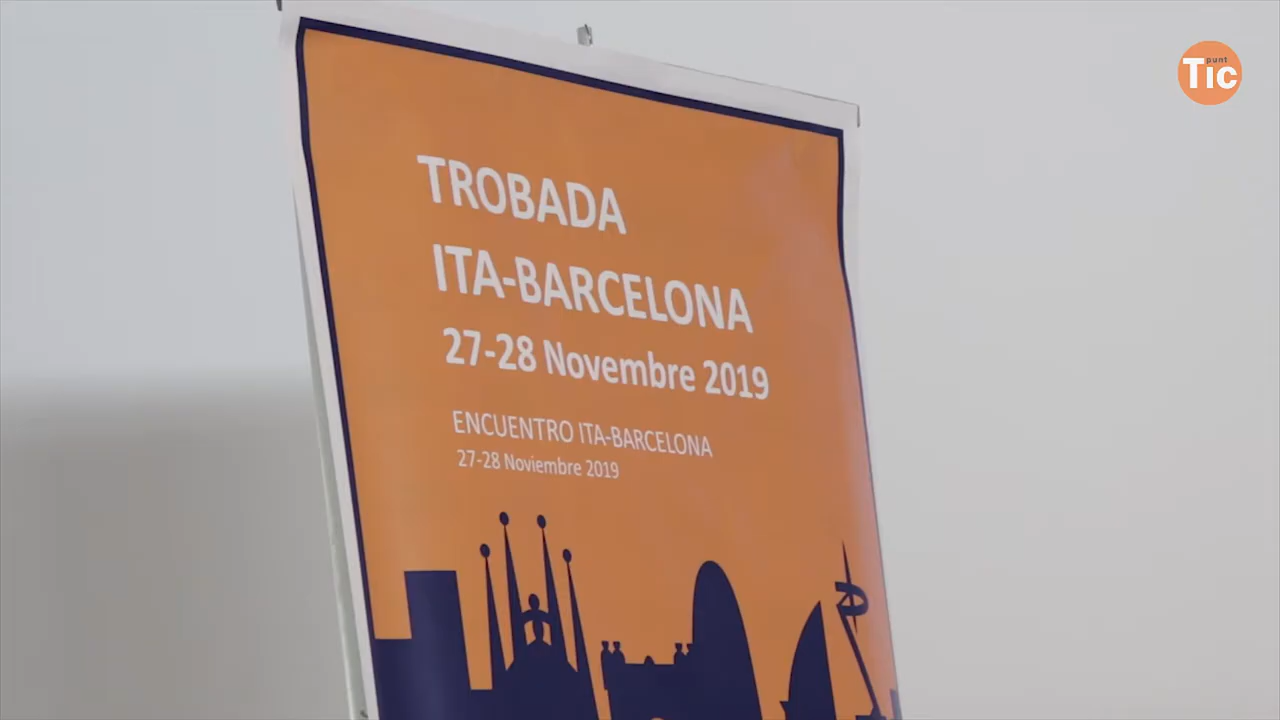 TROBADA
ITA-BARCELONA
27-28 Novembre 2019
ENCUENTRO ITA-BARCELONA
27-28 Noviembre 2019
punt
Tic